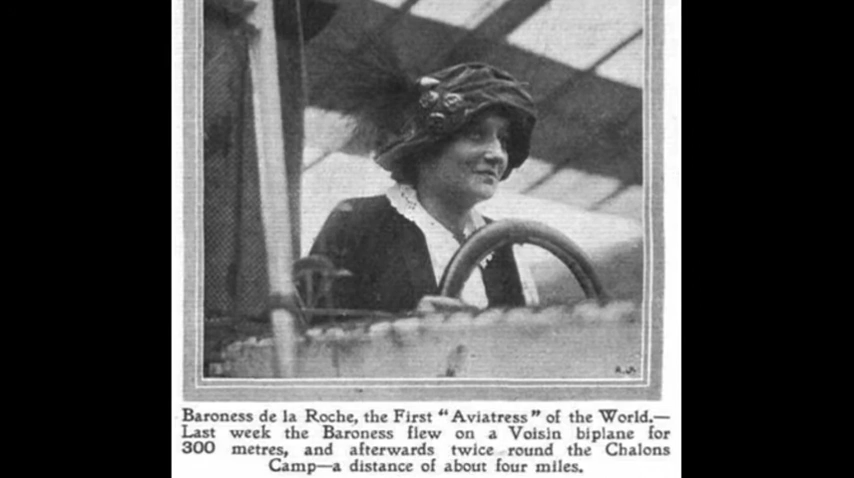 Baroness de la Roche, the First "Aviatress" of the World.—
Last week the Baroness flew on a Voisin biplane for
300 metres, and afterwards twice round the Chalons
Camp—a distance of about four miles.